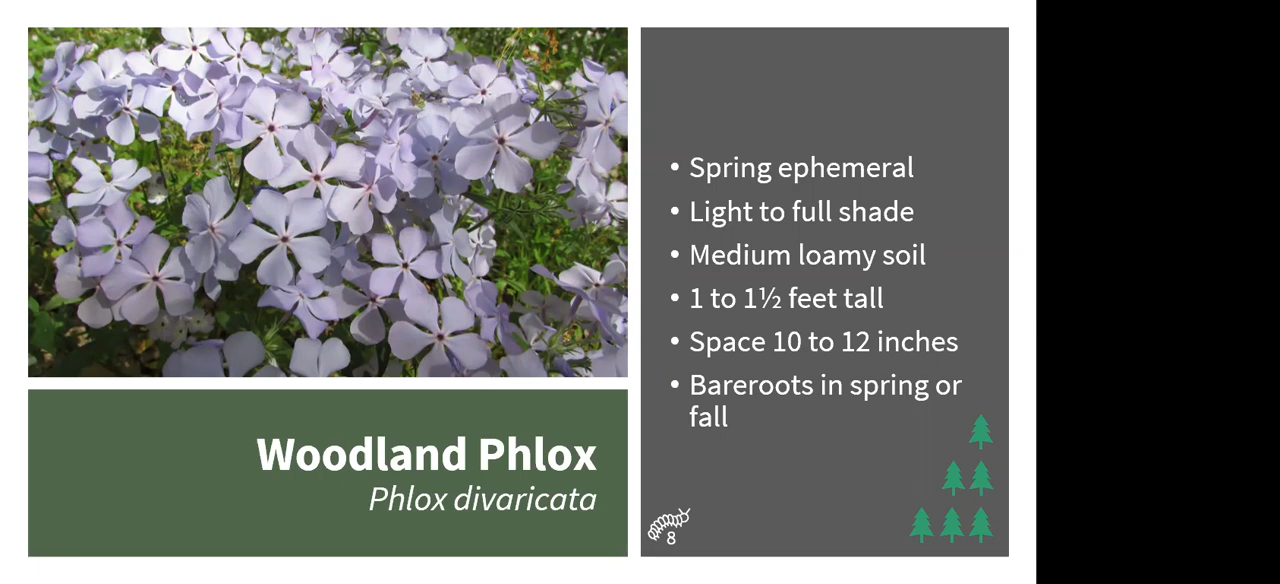 Woodland Phlox
Phlox divaricata
• Spring ephemeral
• Light to full shade
• Medium loamy soil
• 1 to 1½ feet tall
• Space 10 to 12 inches
• Bareroots in spring or
fall
8